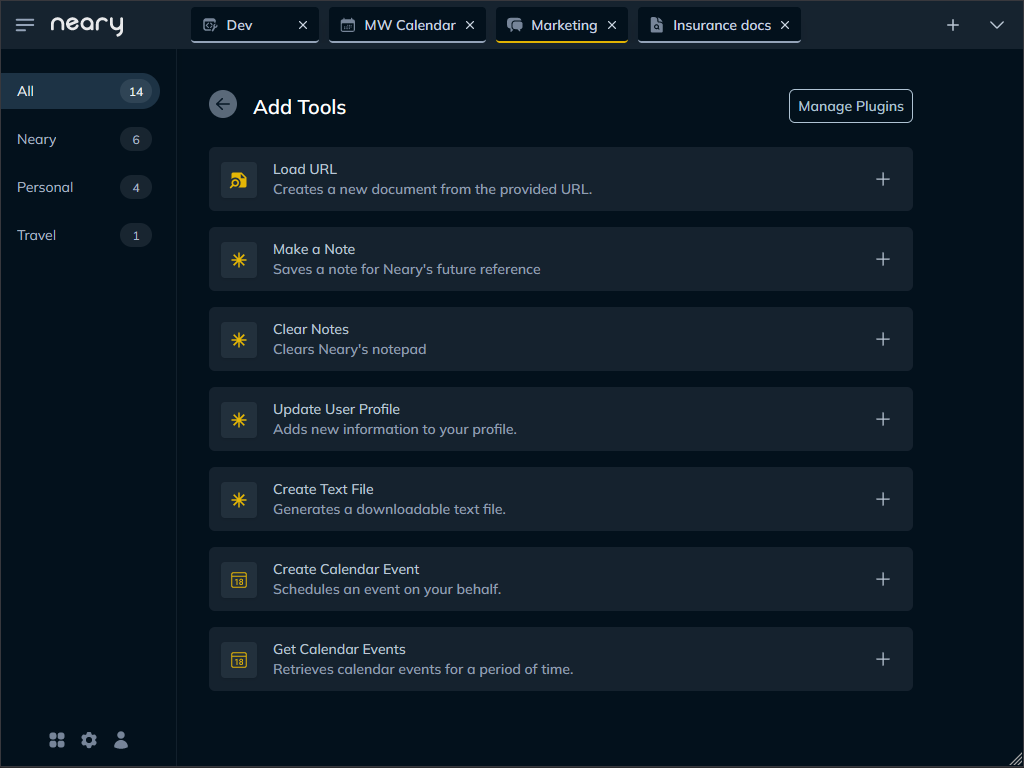 neary
Dev
MW Calendar
Marketing
Insurance docs
All 14
Neary 6
Personal 4
Travel 1
Add Tools
Manage Plugins
Load URL
Creates a new document from the provided URL.
Make a Note
Saves a note for Neary's future reference
Clear Notes
Clears Neary's notepad
Update User Profile
Adds new information to your profile.
Create Text File
Generates a downloadable text file.
18
Create Calendar Event
Schedules an event on your behalf.
18
Get Calendar Events
Retrieves calendar events for a period of time.